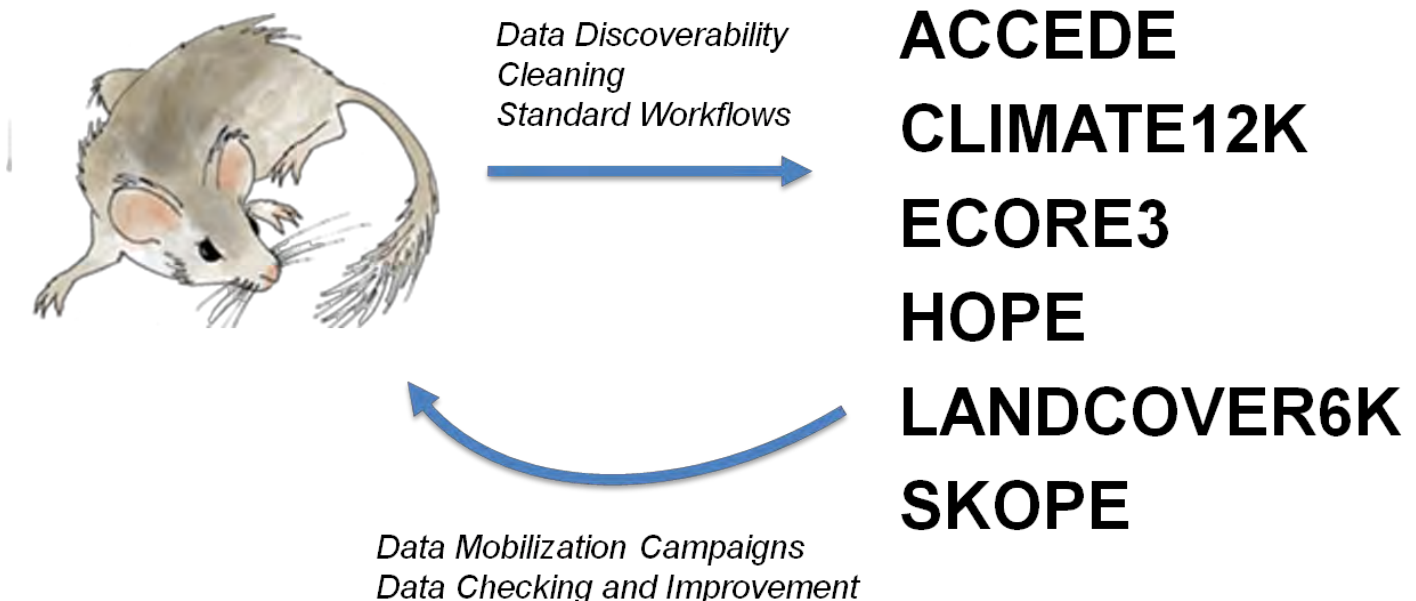 Data Discoverability
Cleaning
Standard Workflows
ACCEDE
CLIMATE12K
ECORE3
HOPE
LANDCOVER6K
SKOPE
Data Mobilization Campaigns
Data Checking and Improvement